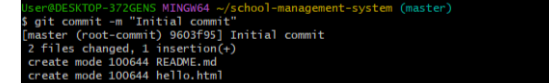 User@DESKTOP-372GENS MINGW64 ~/school-management-system (master)
$ git commit -m "Initial commit"
[master (root-commit) 9603f95] Initial commit
 2 files changed, 1 insertion(+)
 create mode 100644 README.md
 create mode 100644 hello.html